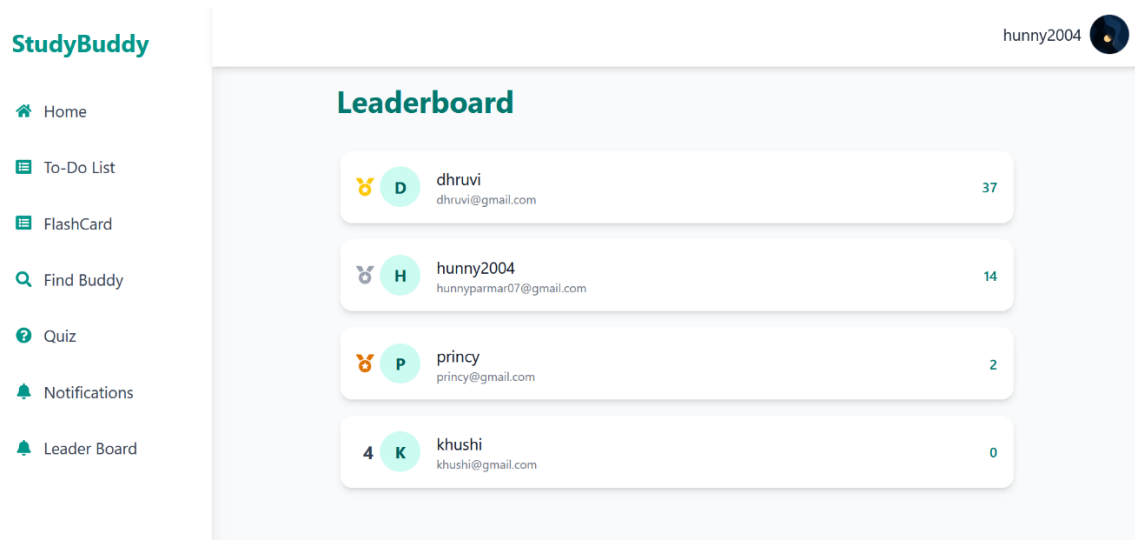 StudyBuddy
hunny2004
Home
To-Do List
FlashCard
Find Buddy
Quiz
Notifications
Leader Board
Leaderboard
D
dhruvi
dhruvi@gmail.com
37
H
hunny2004
hunnyparmar07@gmail.com
14
P
princy
princy@gmail.com
2
4
K
khushi
khushi@gmail.com
0